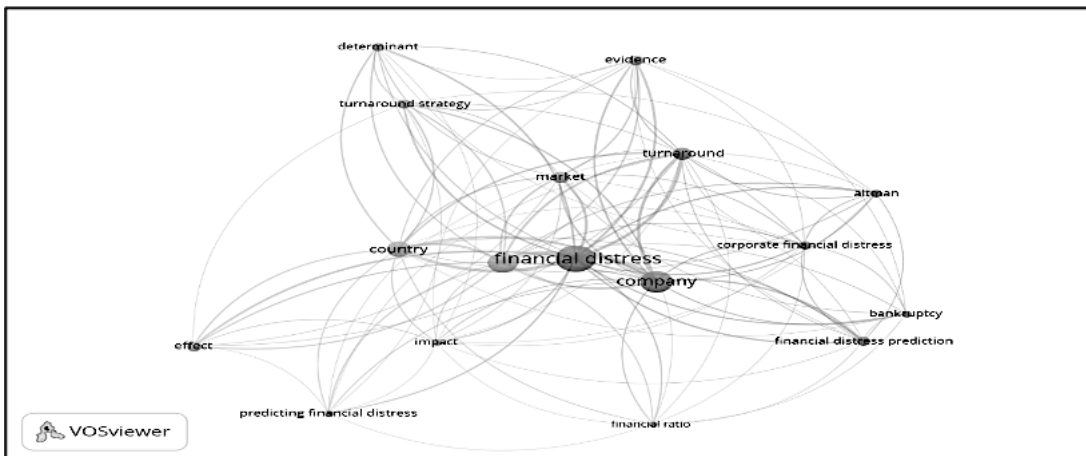 determinant
evidence
turnaround strategy
turnaround
market
altman
corporate financial distress
country
financial distress
company
bankruptcy
financial distress prediction
effect
impact
predicting financial distress
financial ratio
VOSviewer